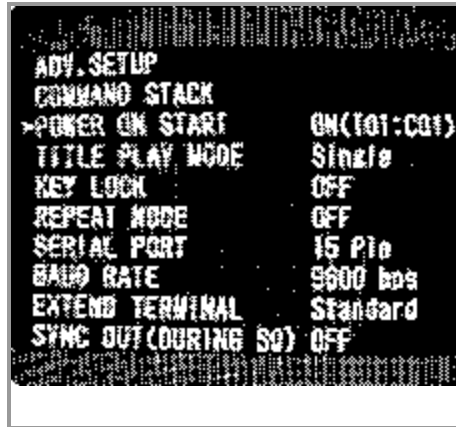 ADV.SETUP
COMMAND STACK
➤POWER ON START ON(T01:C01)
TITLE PLAY MODE Single
KEY LOCK OFF
REPEAT MODE OFF
SERIAL PORT 15 Pin
BAUD RATE 9600 bps
EXTEND TERMINAL Standard
SYNC OUT(DURING SQ) OFF